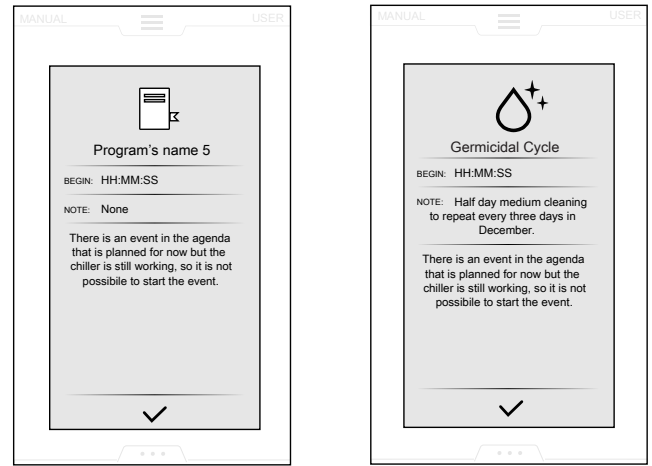 MANUAL
USER
Program's name 5
BEGIN: HH:MM:SS
NOTE: None
There is an event in the agenda
that is planned for now but the
chiller is still working, so it is not
possibile to start the event.
MANUAL
USER
Germicidal Cycle
BEGIN: HH:MM:SS
NOTE: Half day medium cleaning
to repeat every three days in
December.
There is an event in the agenda
that is planned for now but the
chiller is still working, so it is not
possibile to start the event.